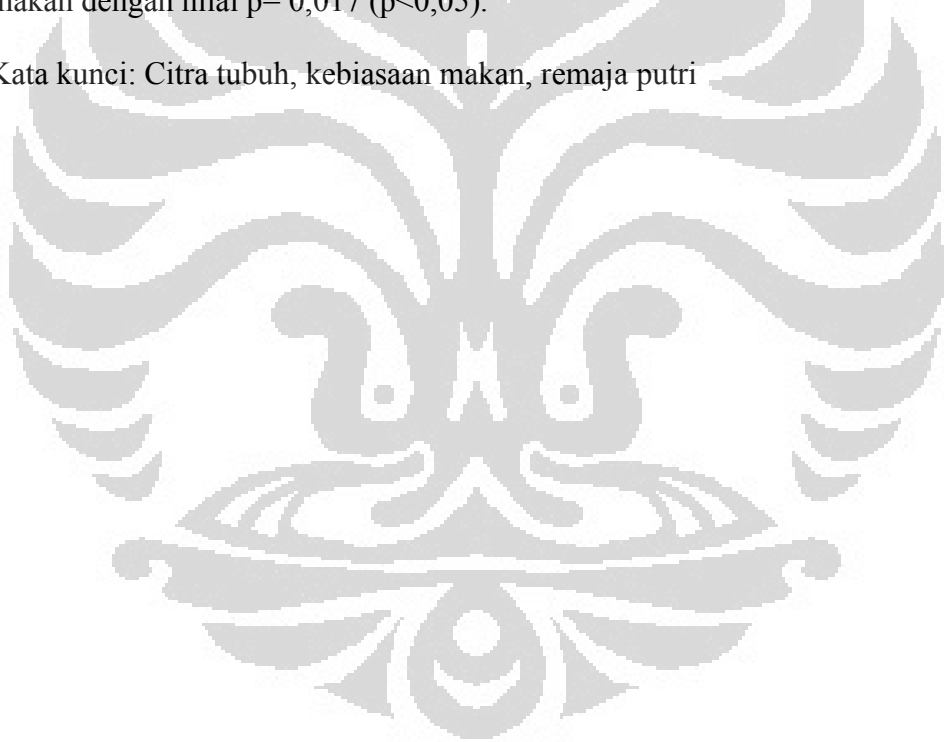 makan dengan nilai p= 0,017 (p<0,05).
Kata kunci: Citra tubuh, kebiasaan makan, remaja putri